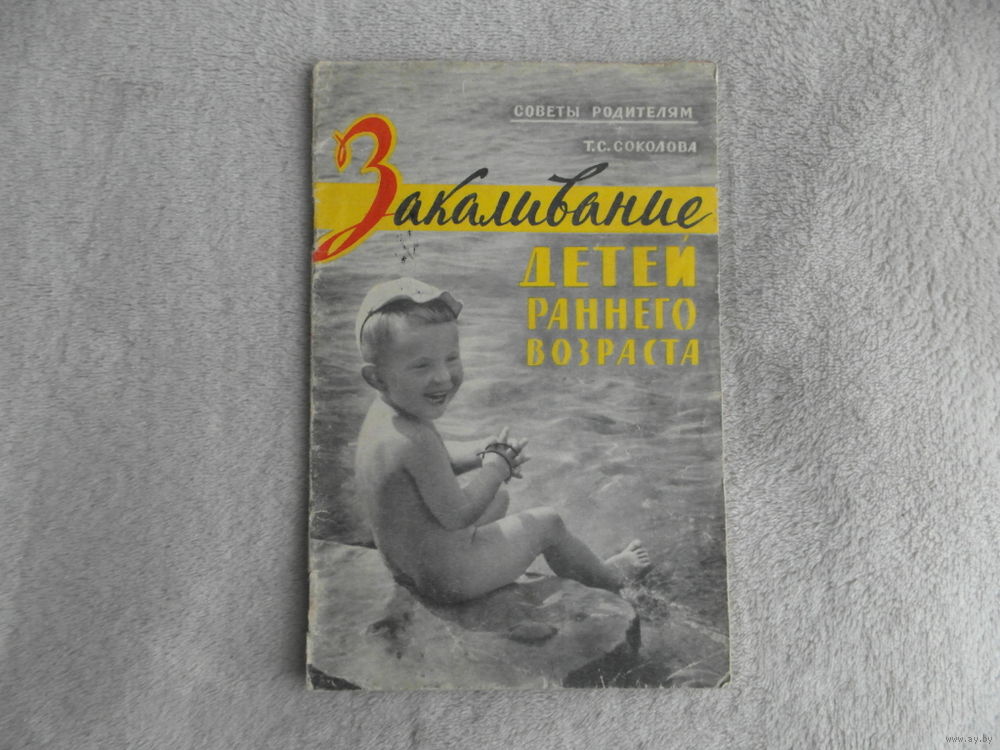 СОВЕТЫ РОДИТЕЛЯМ
Т.С. СОКОЛОВА
Закаливание
ДЕТЕЙ
РАННЕГО
ВОЗРАСТА
www.ay.by